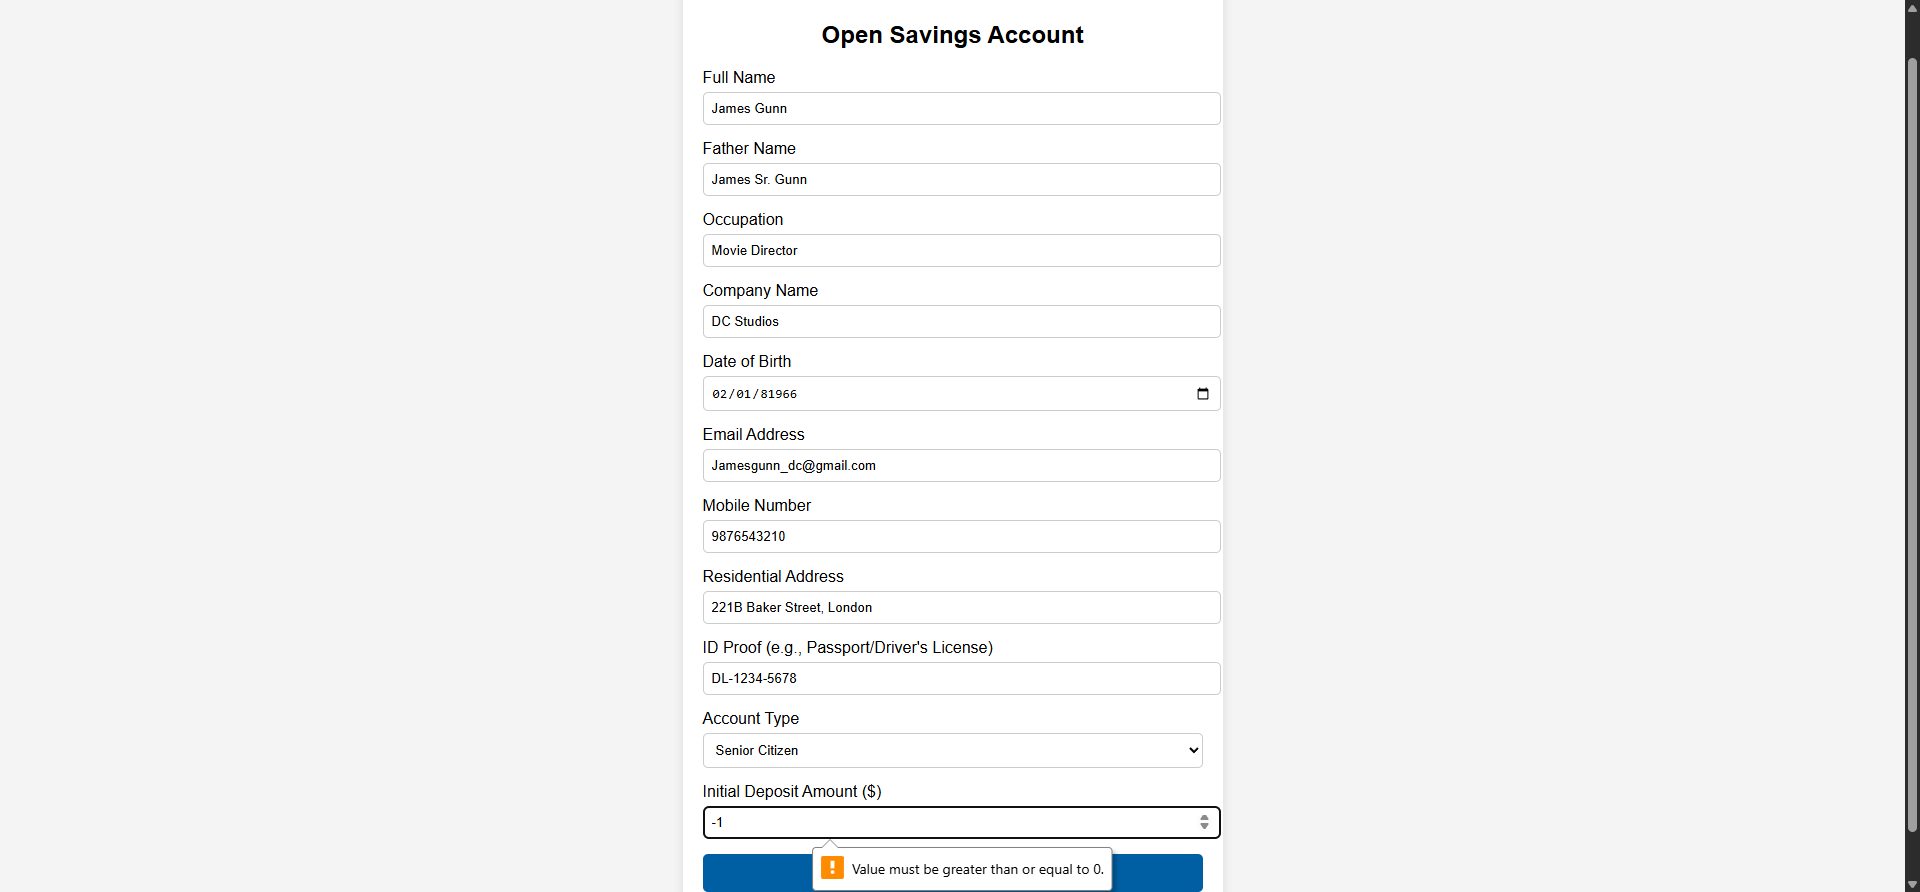 Open Savings Account
Full Name
James Gunn
Father Name
James Sr. Gunn
Occupation
Movie Director
Company Name
DC Studios
Date of Birth
02/01/81966
Email Address
Jamesgunn_dc@gmail.com
Mobile Number
9876543210
Residential Address
221B Baker Street, London
ID Proof (e.g., Passport/Driver's License)
DL-1234-5678
Account Type
Senior Citizen
Initial Deposit Amount ($)
-1
Value must be greater than or equal to 0.